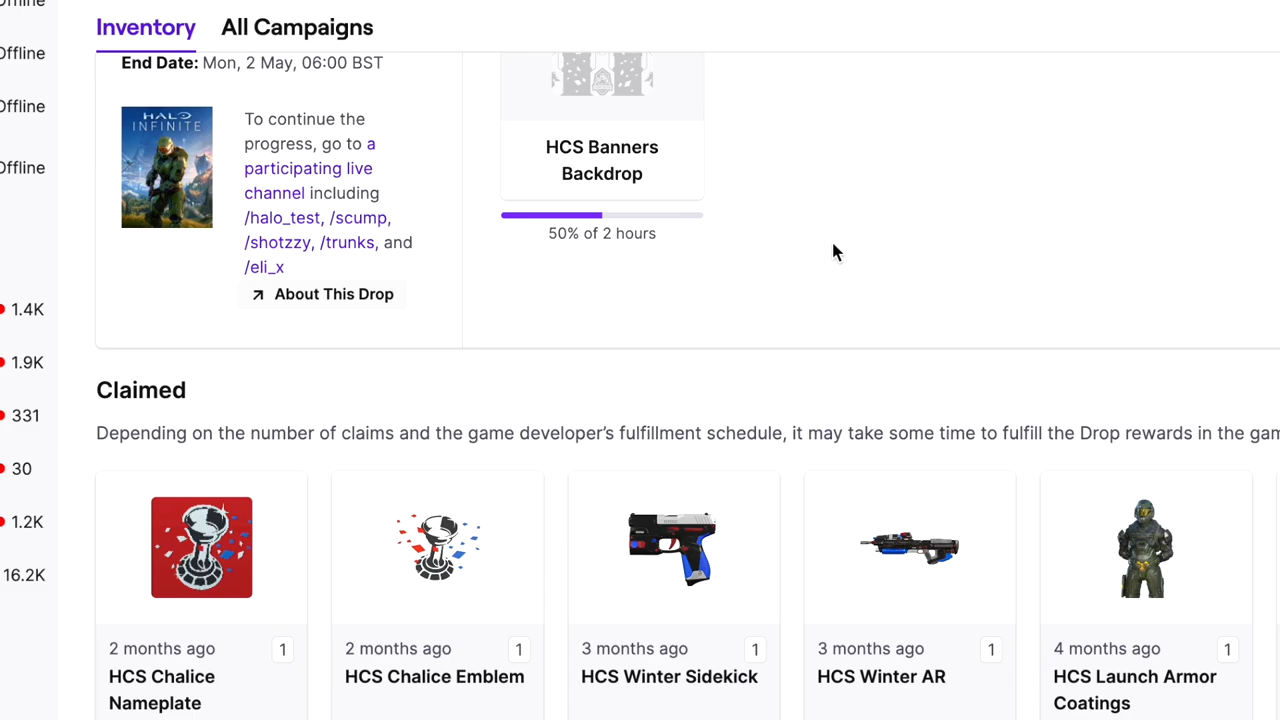 Offline
Offline
Offline
Offline
1.4K
1.9K
331
30
1.2K
16.2K
Inventory
All Campaigns
End Date: Mon, 2 May, 06:00 BST
HALO
INFINITE
To continue the
progress, go to a
participating live
channel including
/halo_test, /scump,
/shotzzy, /trunks, and
/eli_x
About This Drop
HCS Banners
Backdrop
50% of 2 hours
Claimed
Depending on the number of claims and the game developer’s fulfillment schedule, it may take some time to fulfill the Drop rewards in the gam
2 months ago 1
HCS Chalice
Nameplate
2 months ago 1
HCS Chalice Emblem
3 months ago 1
HCS Winter Sidekick
3 months ago 1
HCS Winter AR
4 months ago 1
HCS Launch Armor
Coatings